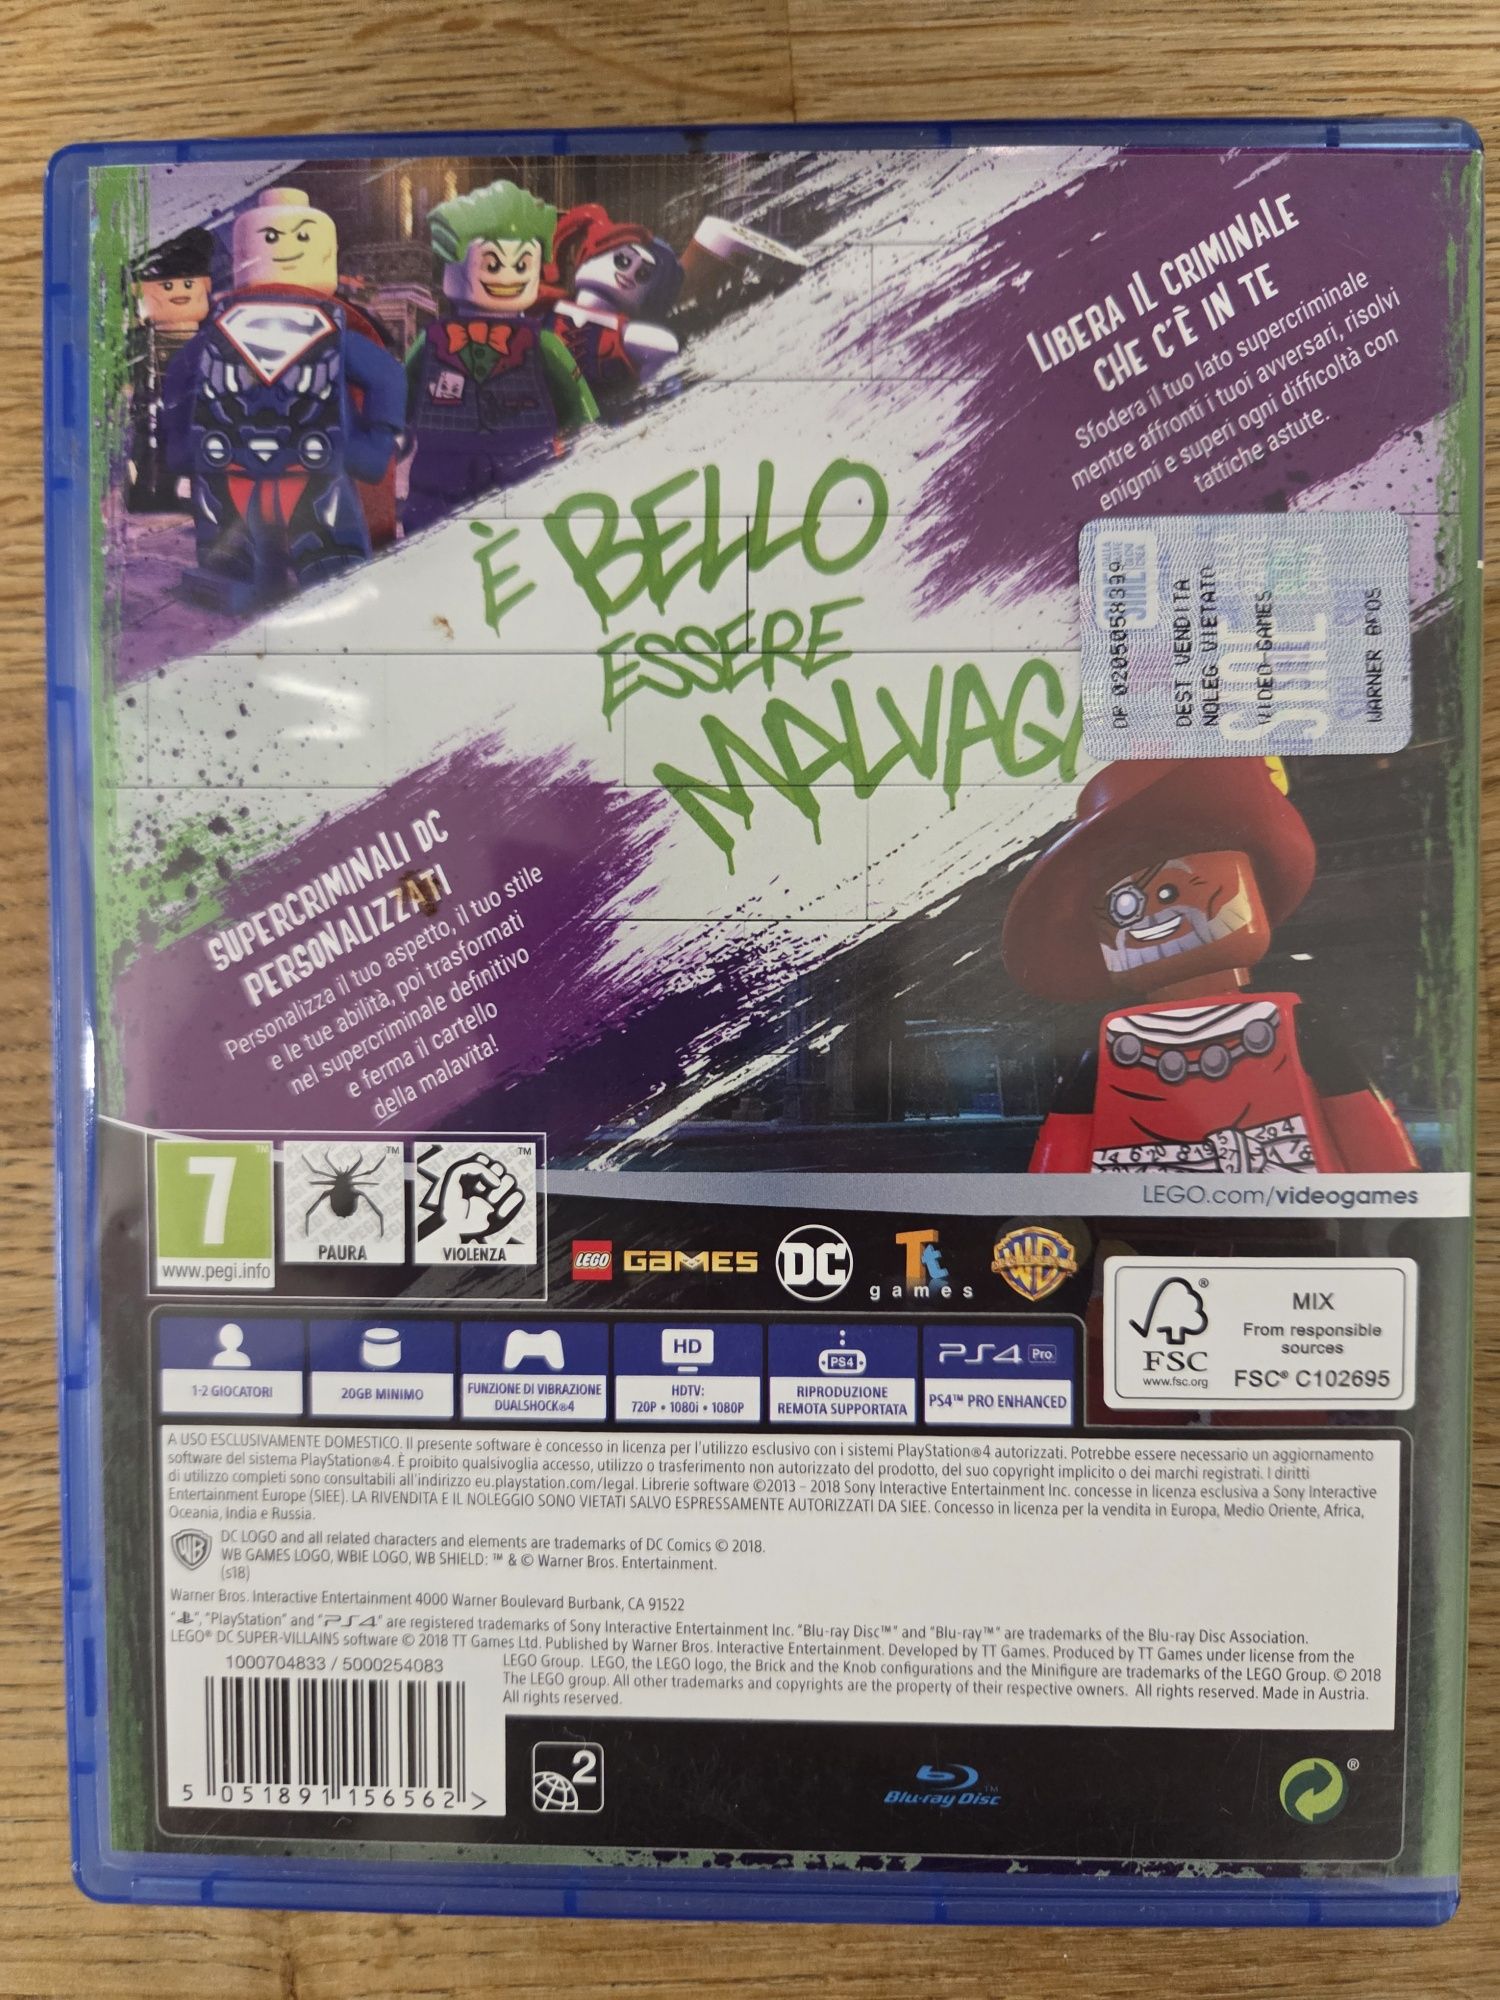 LIBERA IL CRIMINALE
CHE C'È IN TE
Sfodera il tuo lato supercriminale
mentre affronti i tuoi avversari, risolvi
enigmi e superi ogni difficoltà con
tattiche astute.
È BELLO
ESSERE
MALVAG
DP 0205058399
DEST VENDITA
NOLEG VIETATO
VIDEO-GAMES
WARNER BROS
SIAE
SUPERCRIMINALI DC
PERSONALIZZATI
Personalizza il tuo aspetto, il tuo stile
e le tue abilità, poi trasformati
nel supercriminale definitivo
e ferma il cartello
della malavita!
LEGO.com/videogames
7
www.pegi.info
PAURA
VIOLENZA
LEGO GAMES DC Tt games WB
1-2 GIOCATORI
20GB MINIMO
FUNZIONE DI VIBRAZIONE
DUALSHOCK®4
HD
HDTV:
720P • 1080i • 1080P
PS4
RIPRODUZIONE
REMOTA SUPPORTATA
PS4 Pro
PS4™ PRO ENHANCED
FSC
www.fsc.org
MIX
From responsible
sources
FSC® C102695
A USO ESCLUSIVAMENTE DOMESTICO. Il presente software è concesso in licenza per l'utilizzo esclusivo con i sistemi PlayStation®4 autorizzati. Potrebbe essere necessario un aggiornamento
software del sistema PlayStation®4. È proibito qualsivoglia accesso, utilizzo o trasferimento non autorizzato del prodotto, del suo copyright implicito o dei marchi registrati. I diritti
di utilizzo completi sono consultabili all'indirizzo eu.playstation.com/legal. Librerie software ©2013 – 2018 Sony Interactive Entertainment Inc. concesse in licenza esclusiva a Sony Interactive
Entertainment Europe (SIEE). LA RIVENDITA E IL NOLEGGIO SONO VIETATI SALVO ESPRESSAMENTE AUTORIZZATI DA SIEE. Concesso in licenza per la vendita in Europa, Medio Oriente, Africa,
Oceania, India e Russia.
DC LOGO and all related characters and elements are trademarks of DC Comics © 2018.
WB GAMES LOGO, WBIE LOGO, WB SHIELD: ™ & © Warner Bros. Entertainment.
(s18)
Warner Bros. Interactive Entertainment 4000 Warner Boulevard Burbank, CA 91522
"", "PlayStation" and "PS4" are registered trademarks of Sony Interactive Entertainment Inc. "Blu-ray Disc™" and "Blu-ray™" are trademarks of the Blu-ray Disc Association.
LEGO® DC SUPER-VILLAINS software © 2018 TT Games Ltd. Published by Warner Bros. Interactive Entertainment. Developed by TT Games. Produced by TT Games under license from the
LEGO Group. LEGO, the LEGO logo, the Brick and the Knob configurations and the Minifigure are trademarks of the LEGO Group. © 2018
The LEGO group. All other trademarks and copyrights are the property of their respective owners. All rights reserved. Made in Austria.
All rights reserved.
1000704833 / 5000254083
5 051891 156562 >
2
Blu-ray Disc™